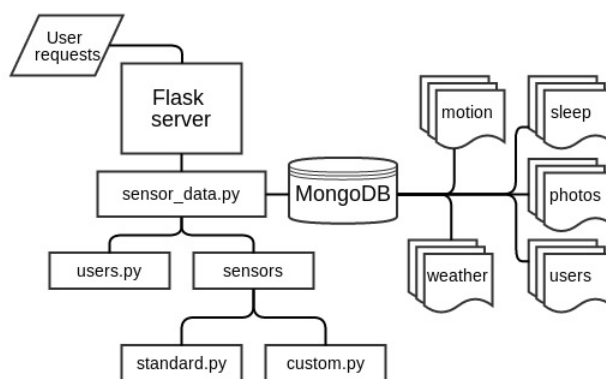 User
requests
Flask
server
motion
sleep
sensor_data.py
MongoDB
photos
users.py
sensors
weather
users
standard.py
custom.py